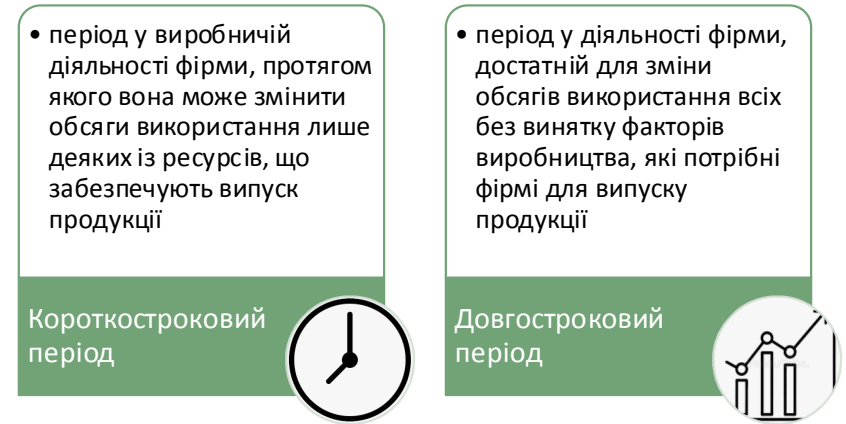 • період у виробничій
діяльності фірми, протягом
якого вона може змінити
обсяги використання лише
деяких із ресурсів, що
забезпечують випуск
продукції
Короткостроковий
період
• період у діяльності фірми,
достатній для зміни
обсягів використання всіх
без винятку факторів
виробництва, які потрібні
фірмі для випуску
продукції
Довгостроковий
період